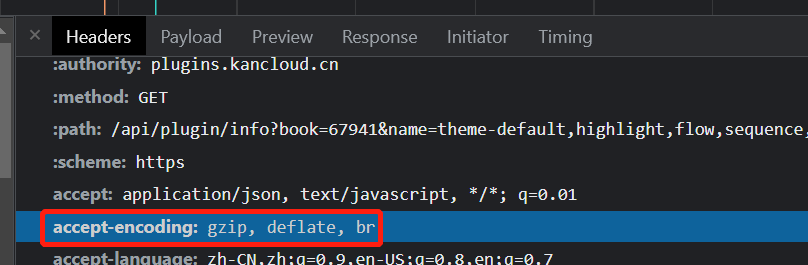 × Headers Payload Preview Response Initiator Timing
:authority: plugins.kancloud.cn
:method: GET
:path: /api/plugin/info?book=67941&name=theme-default,highlight,flow,sequence,
:scheme: https
accept: application/json, text/javascript, */*; q=0.01
accept-encoding: gzip, deflate, br
accept-language: zh-CN,zh;q=0.9,en-US;q=0.8,en;q=0.7